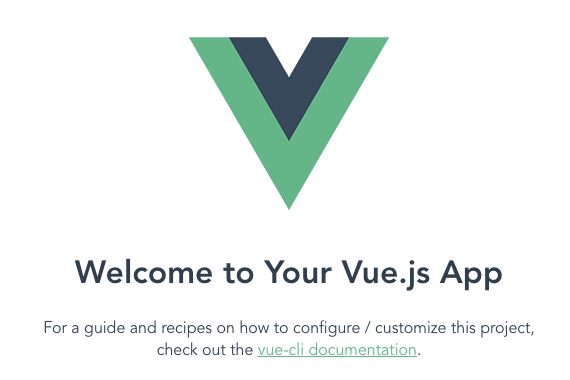 Welcome to Your Vue.js App
For a guide and recipes on how to configure / customize this project,
check out the vue-cli documentation.